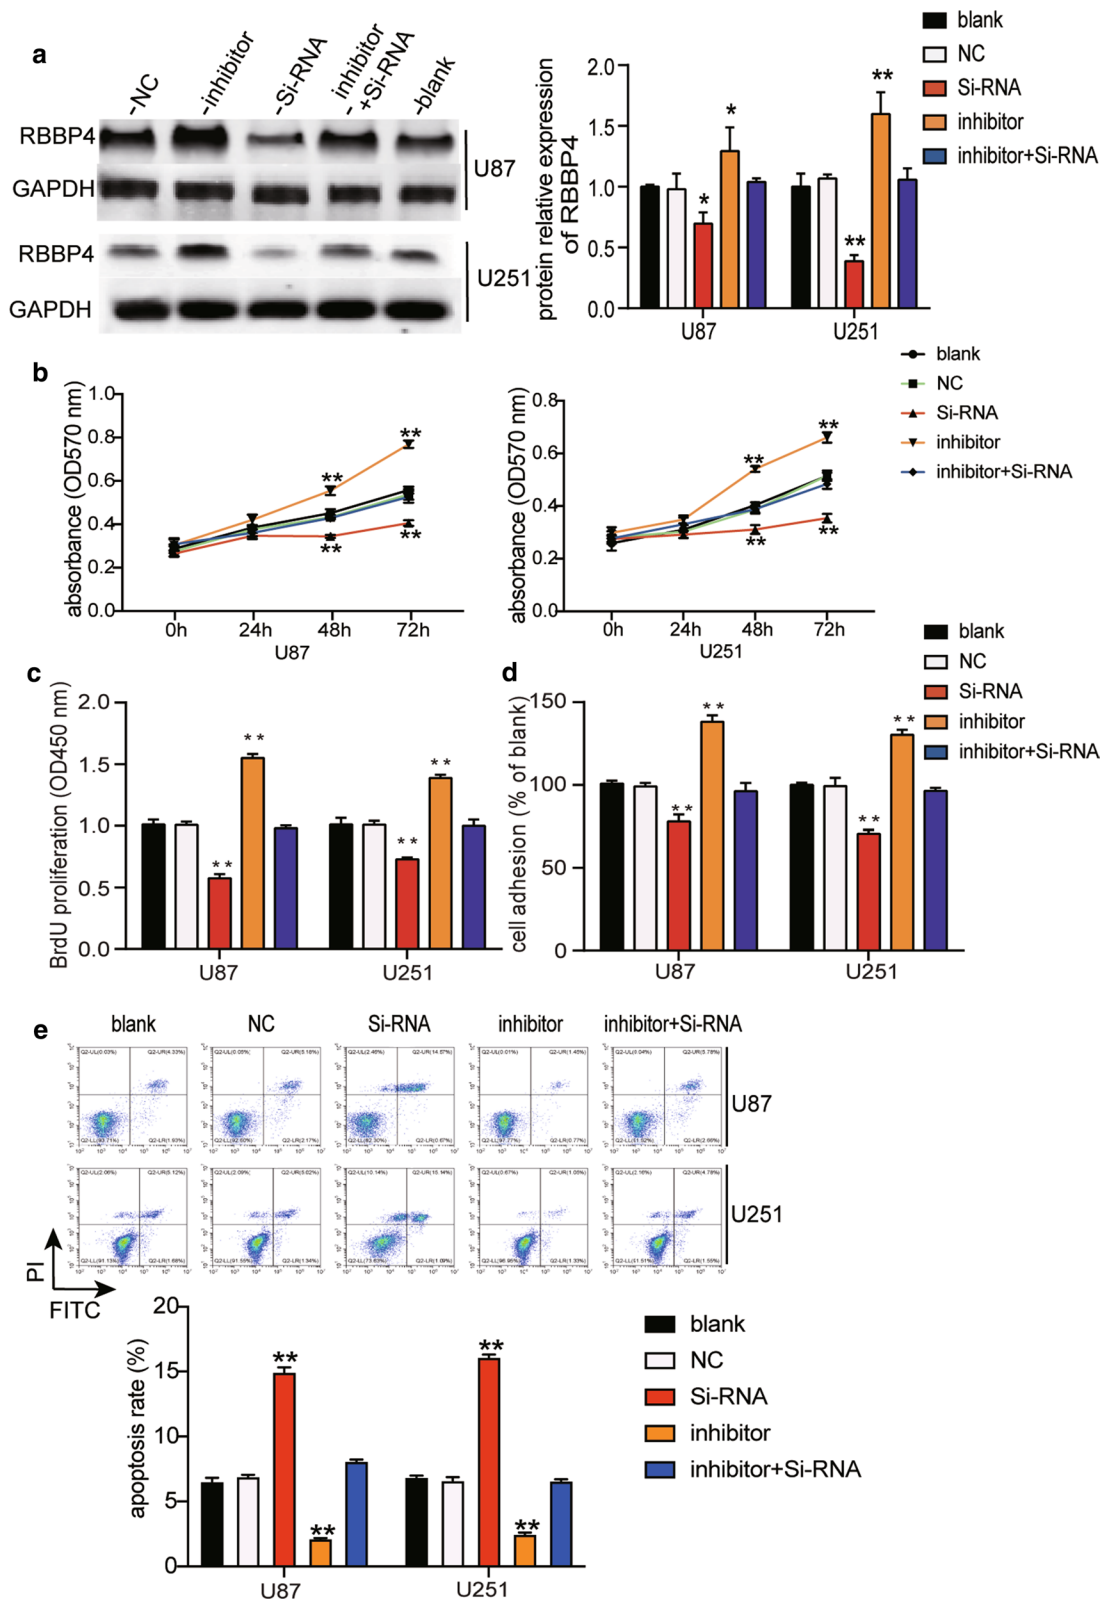 a
-NC
-inhibitor
-Si-RNA
- inhibitor
+Si-RNA
-blank
RBBP4
GAPDH
U87
RBBP4
GAPDH
U251
protein relative expression
of RBBP4
2.0
1.5
1.0
0.5
0.0
* * ** **
U87 U251
blank
NC
Si-RNA
inhibitor
inhibitor+Si-RNA
b
absorbance (OD570 nm)
1.0
0.8
0.6
0.4
0.2
0.0
** ** ** **
0h 24h 48h 72h
U87
absorbance (OD570 nm)
0.8
0.6
0.4
0.2
0.0
** ** ** **
0h 24h 48h 72h
U251
blank
NC
Si-RNA
inhibitor
inhibitor+Si-RNA
c
BrdU proliferation (OD450 nm)
2.0
1.5
1.0
0.5
0.0
** ** ** **
U87 U251
d
cell adhesion (% of blank)
150
100
50
0
** ** ** **
U87 U251
blank
NC
Si-RNA
inhibitor
inhibitor+Si-RNA
e
blank NC Si-RNA inhibitor inhibitor+Si-RNA
U87
U251
PI
FITC
apoptosis rate (%)
20
15
10
5
0
** ** ** **
U87 U251
blank
NC
Si-RNA
inhibitor
inhibitor+Si-RNA